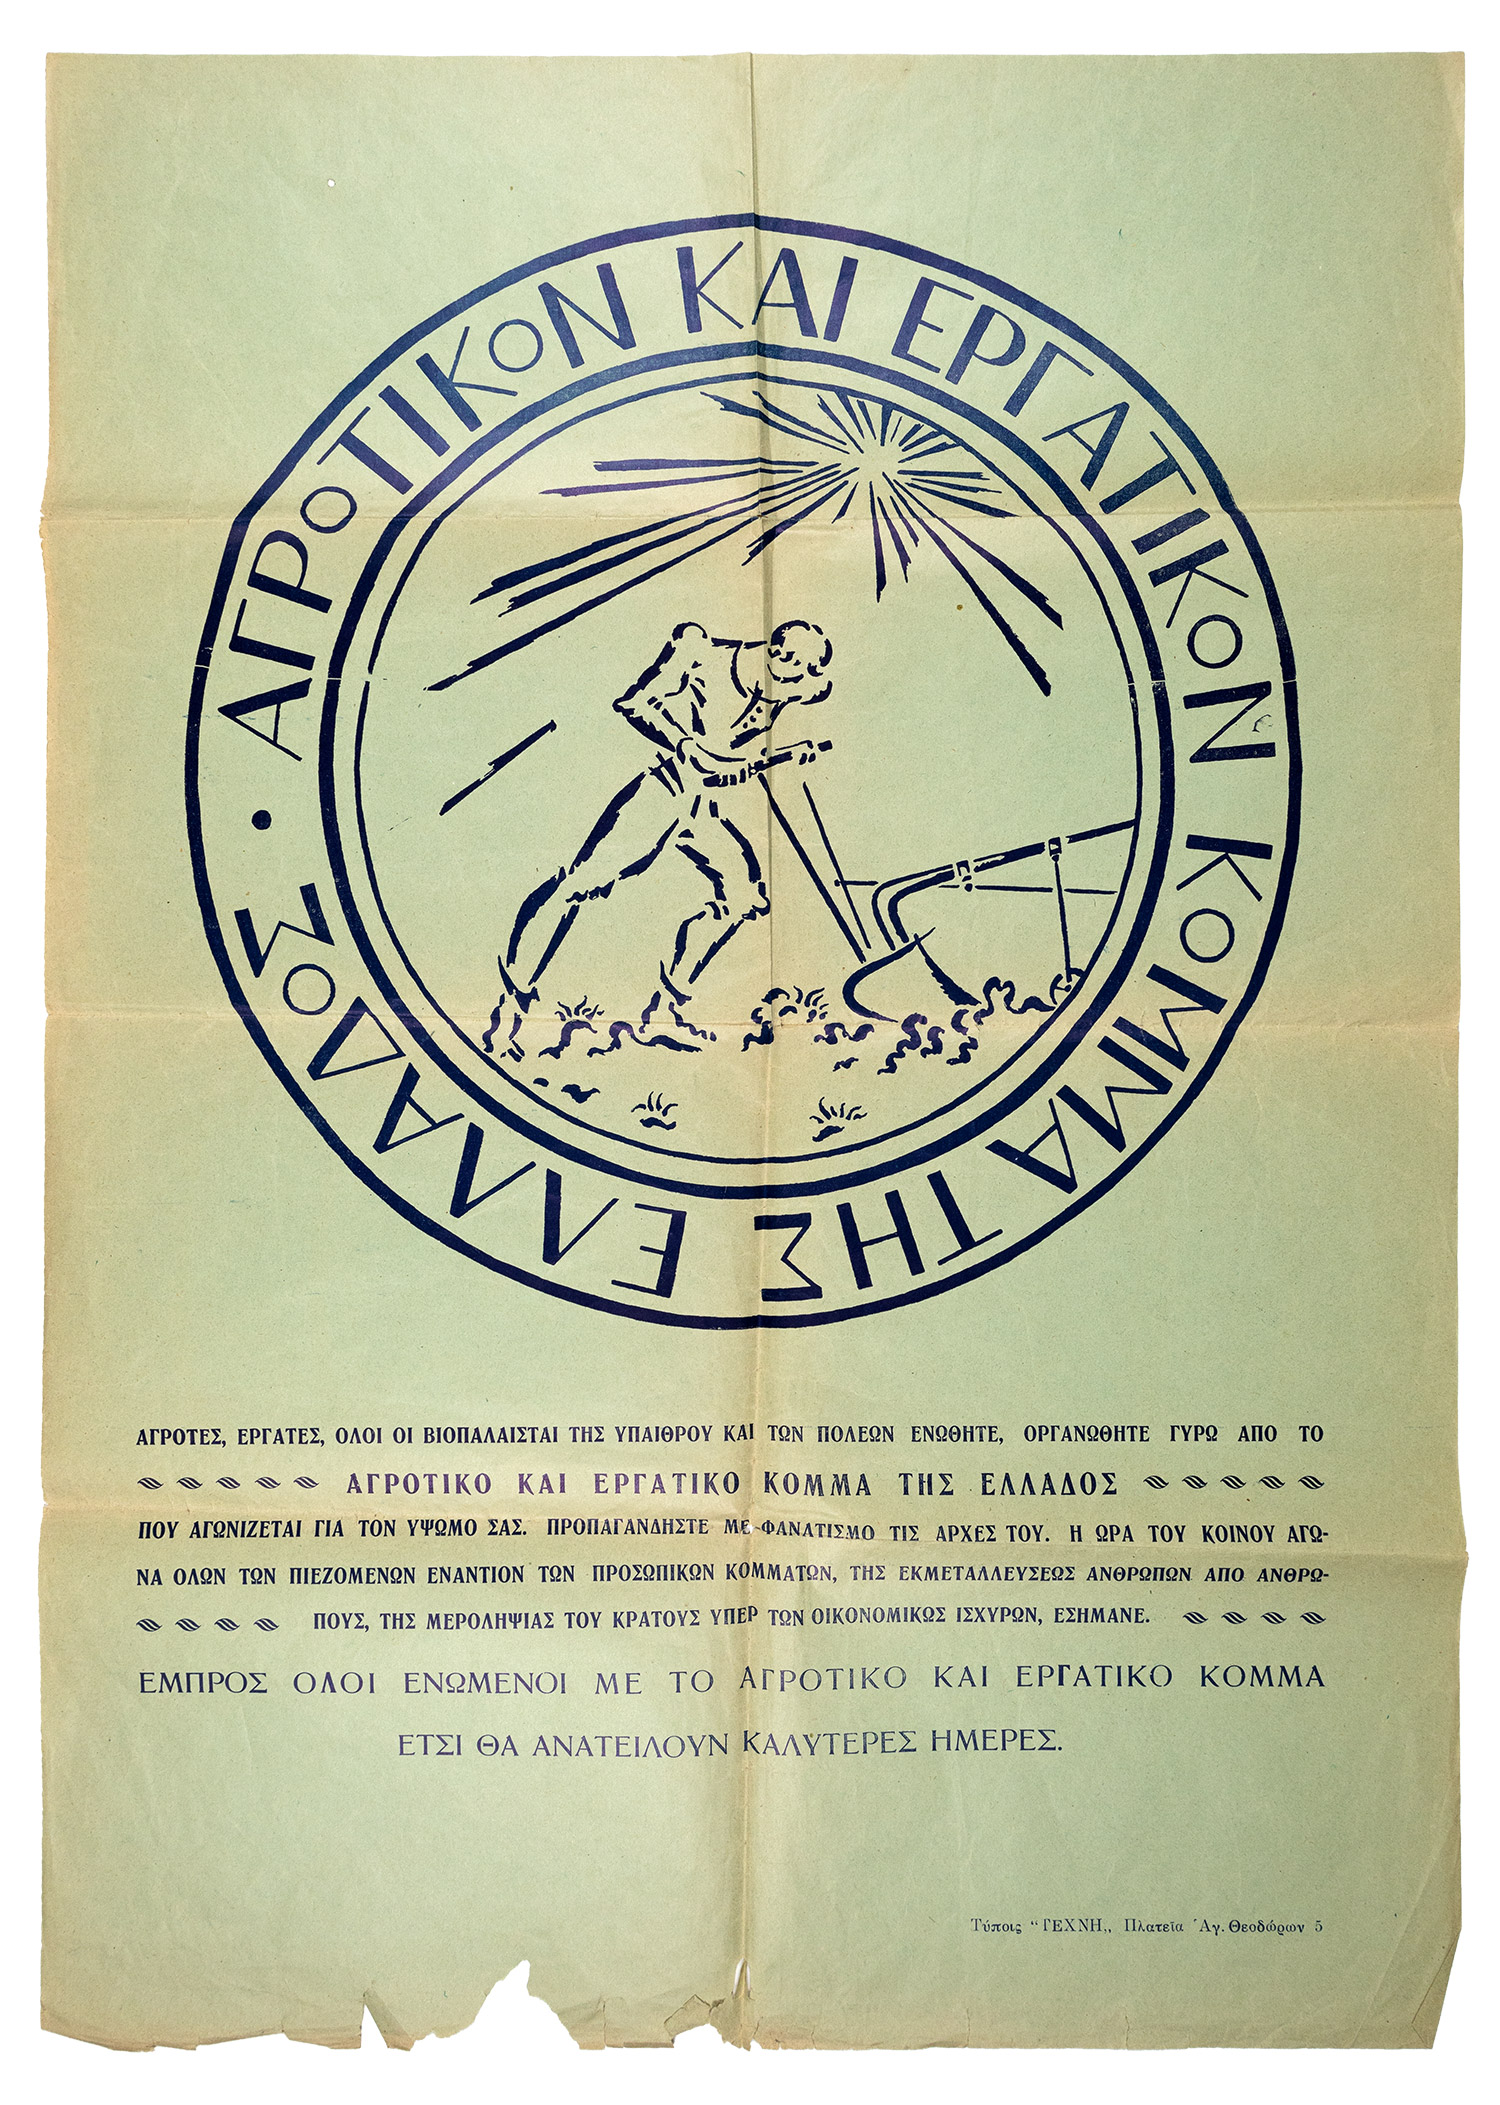 ΑΓΡΟΤΙΚΟΝ ΚΑΙ ΕΡΓΑΤΙΚΟΝ ΚΟΜΜΑ ΤΗΣ ΕΛΛΑΔΟΣ •
ΑΓΡΟΤΕΣ, ΕΡΓΑΤΕΣ, ΟΛΟΙ ΟΙ ΒΙΟΠΑΛΑΙΣΤΑΙ ΤΗΣ ΥΠΑΙΘΡΟΥ ΚΑΙ ΤΩΝ ΠΟΛΕΩΝ ΕΝΩΘΗΤΕ, ΟΡΓΑΝΩΘΗΤΕ ΓΥΡΩ ΑΠΟ ΤΟ
ΑΓΡΟΤΙΚΟ ΚΑΙ ΕΡΓΑΤΙΚΟ ΚΟΜΜΑ ΤΗΣ ΕΛΛΑΔΟΣ
ΠΟΥ ΑΓΩΝΙΖΕΤΑΙ ΓΙΑ ΤΟΝ ΥΨΩΜΟ ΣΑΣ. ΠΡΟΠΑΓΑΝΔΗΣΤΕ ΜΕ ΦΑΝΑΤΙΣΜΟ ΤΙΣ ΑΡΧΕΣ ΤΟΥ. Η ΩΡΑ ΤΟΥ ΚΟΙΝΟΥ ΑΓΩ-
ΝΑ ΟΛΩΝ ΤΩΝ ΠΙΕΖΟΜΕΝΩΝ ΕΝΑΝΤΙΟΝ ΤΩΝ ΠΡΟΣΩΠΙΚΩΝ ΚΟΜΜΑΤΩΝ, ΤΗΣ ΕΚΜΕΤΑΛΛΕΥΣΕΩΣ ΑΝΘΡΩΠΩΝ ΑΠΟ ΑΝΘΡΩ-
ΠΟΥΣ, ΤΗΣ ΜΕΡΟΛΗΨΙΑΣ ΤΟΥ ΚΡΑΤΟΥΣ ΥΠΕΡ ΤΩΝ ΟΙΚΟΝΟΜΙΚΩΣ ΙΣΧΥΡΩΝ, ΕΣΗΜΑΝΕ.
ΕΜΠΡΟΣ ΟΛΟΙ ΕΝΩΜΕΝΟΙ ΜΕ ΤΟ ΑΓΡΟΤΙΚΟ ΚΑΙ ΕΡΓΑΤΙΚΟ ΚΟΜΜΑ
ΕΤΣΙ ΘΑ ΑΝΑΤΕΙΛΟΥΝ ΚΑΛΥΤΕΡΕΣ ΗΜΕΡΕΣ.
Τύποις "ΤΕΧΝΗ„ Πλατεῖα Ἁγ. Θεοδώρων 5